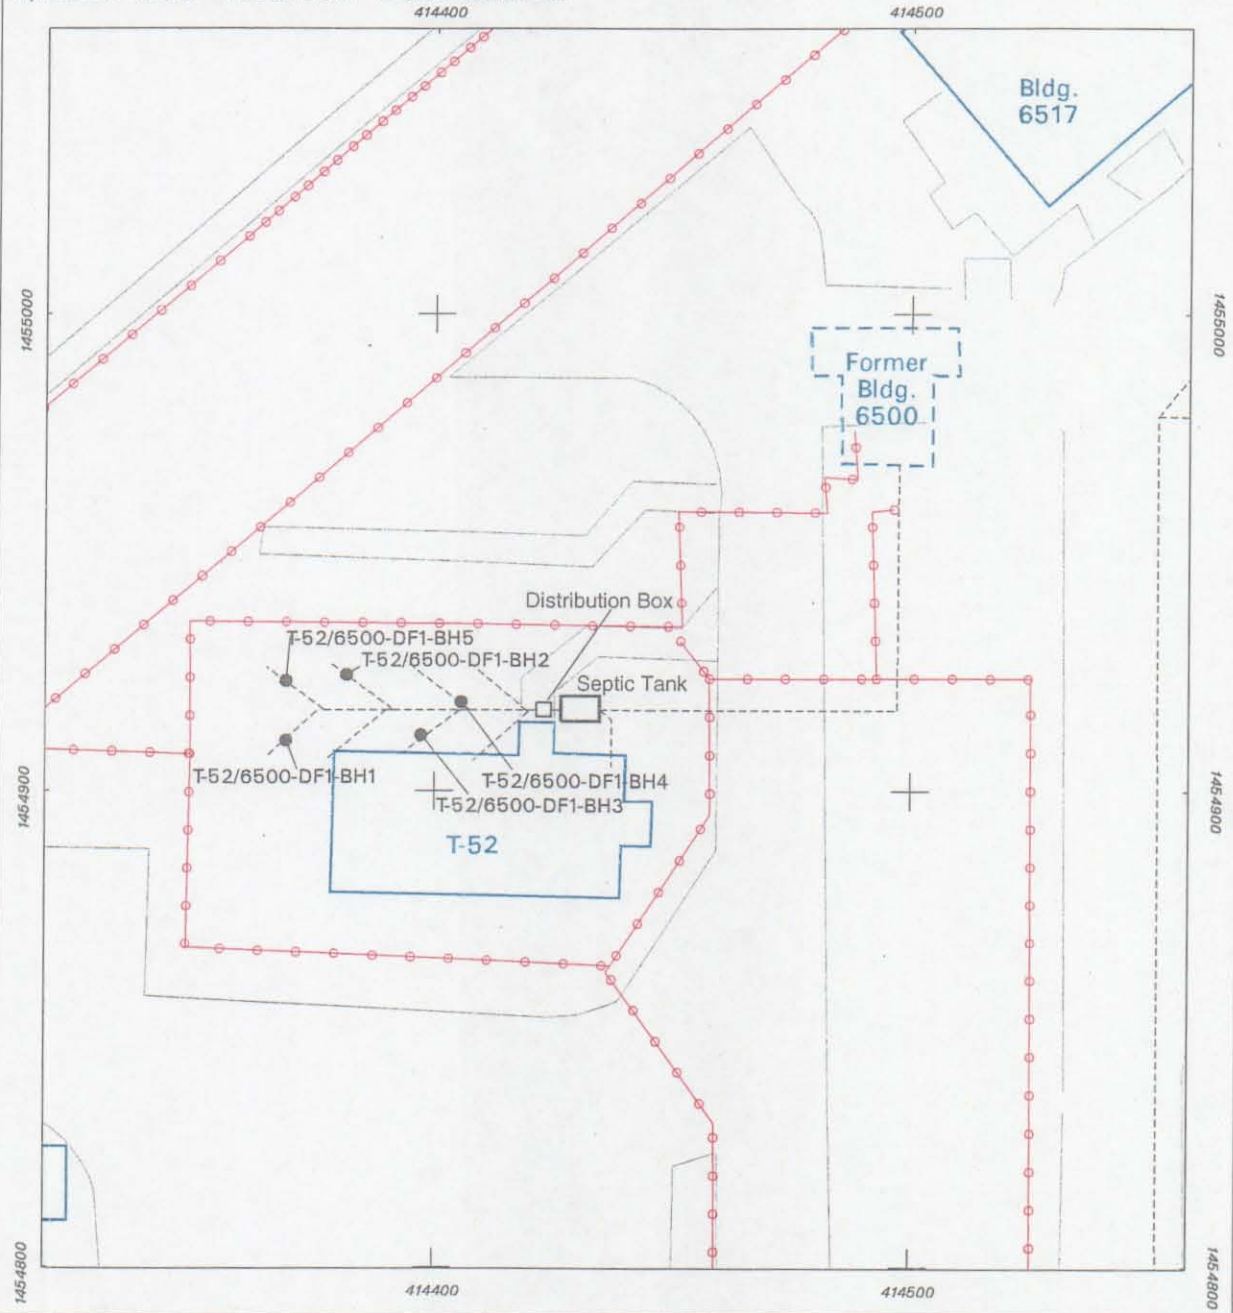 414400
414500
Bldg.
6517
1455000
1455000
Former
Bldg.
6500
Distribution Box
T-52/6500-DF1-BH5
T-52/6500-DF1-BH2
Septic Tank
T-52/6500-DF1-BH1
T-52/6500-DF1-BH4
T-52/6500-DF1-BH3
1454900
1454900
T-52
1454800
1454800
414400
414500